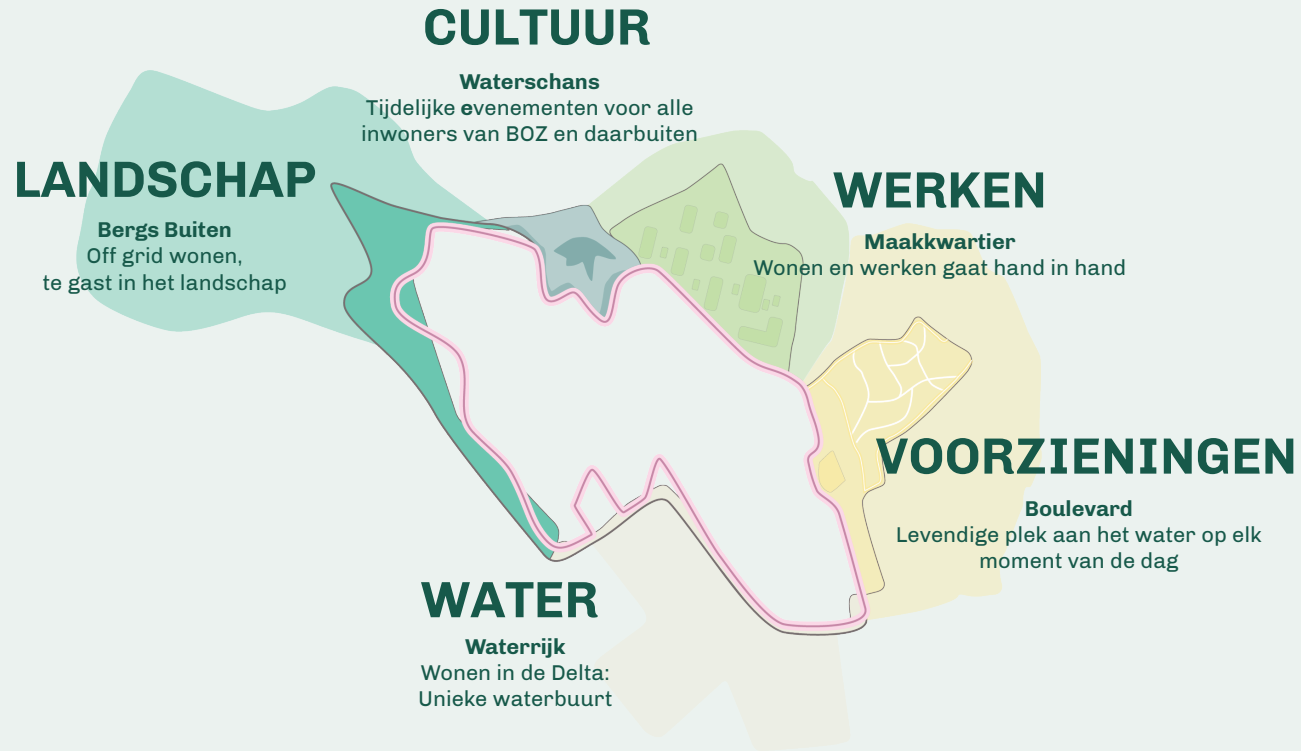 CULTUUR
Waterschans
Tijdelijke evenementen voor alle
inwoners van BOZ en daarbuiten
LANDSCHAP
Bergs Buiten
Off grid wonen,
te gast in het landschap
WERKEN
Maakkwartier
Wonen en werken gaat hand in hand
VOORZIENINGEN
Boulevard
Levendige plek aan het water op elk
moment van de dag
WATER
Waterrijk
Wonen in de Delta:
Unieke waterbuurt